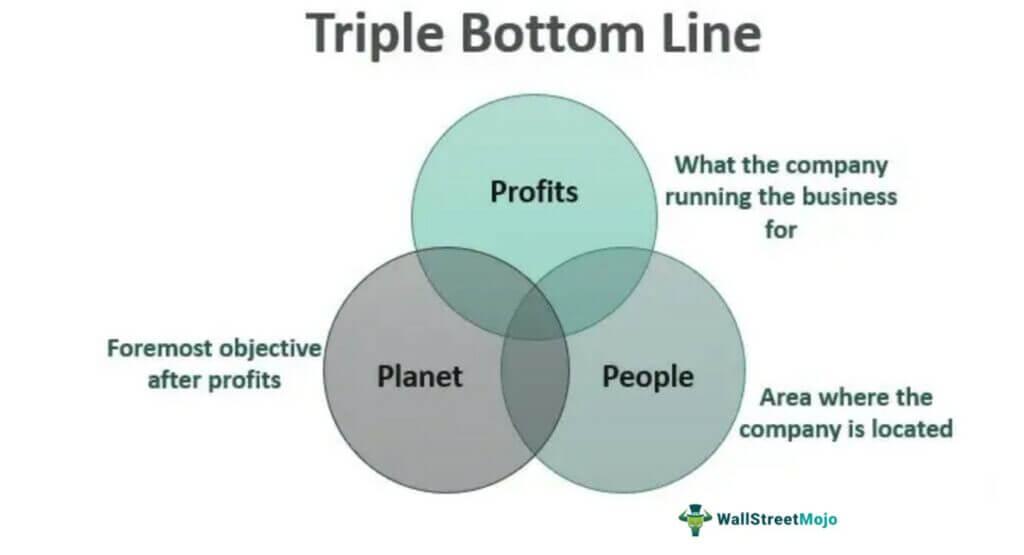 Triple Bottom Line
Profits
What the company
running the business
for
Foremost objective
after profits
Planet
People
Area where the
company is located
WallStreetMojo